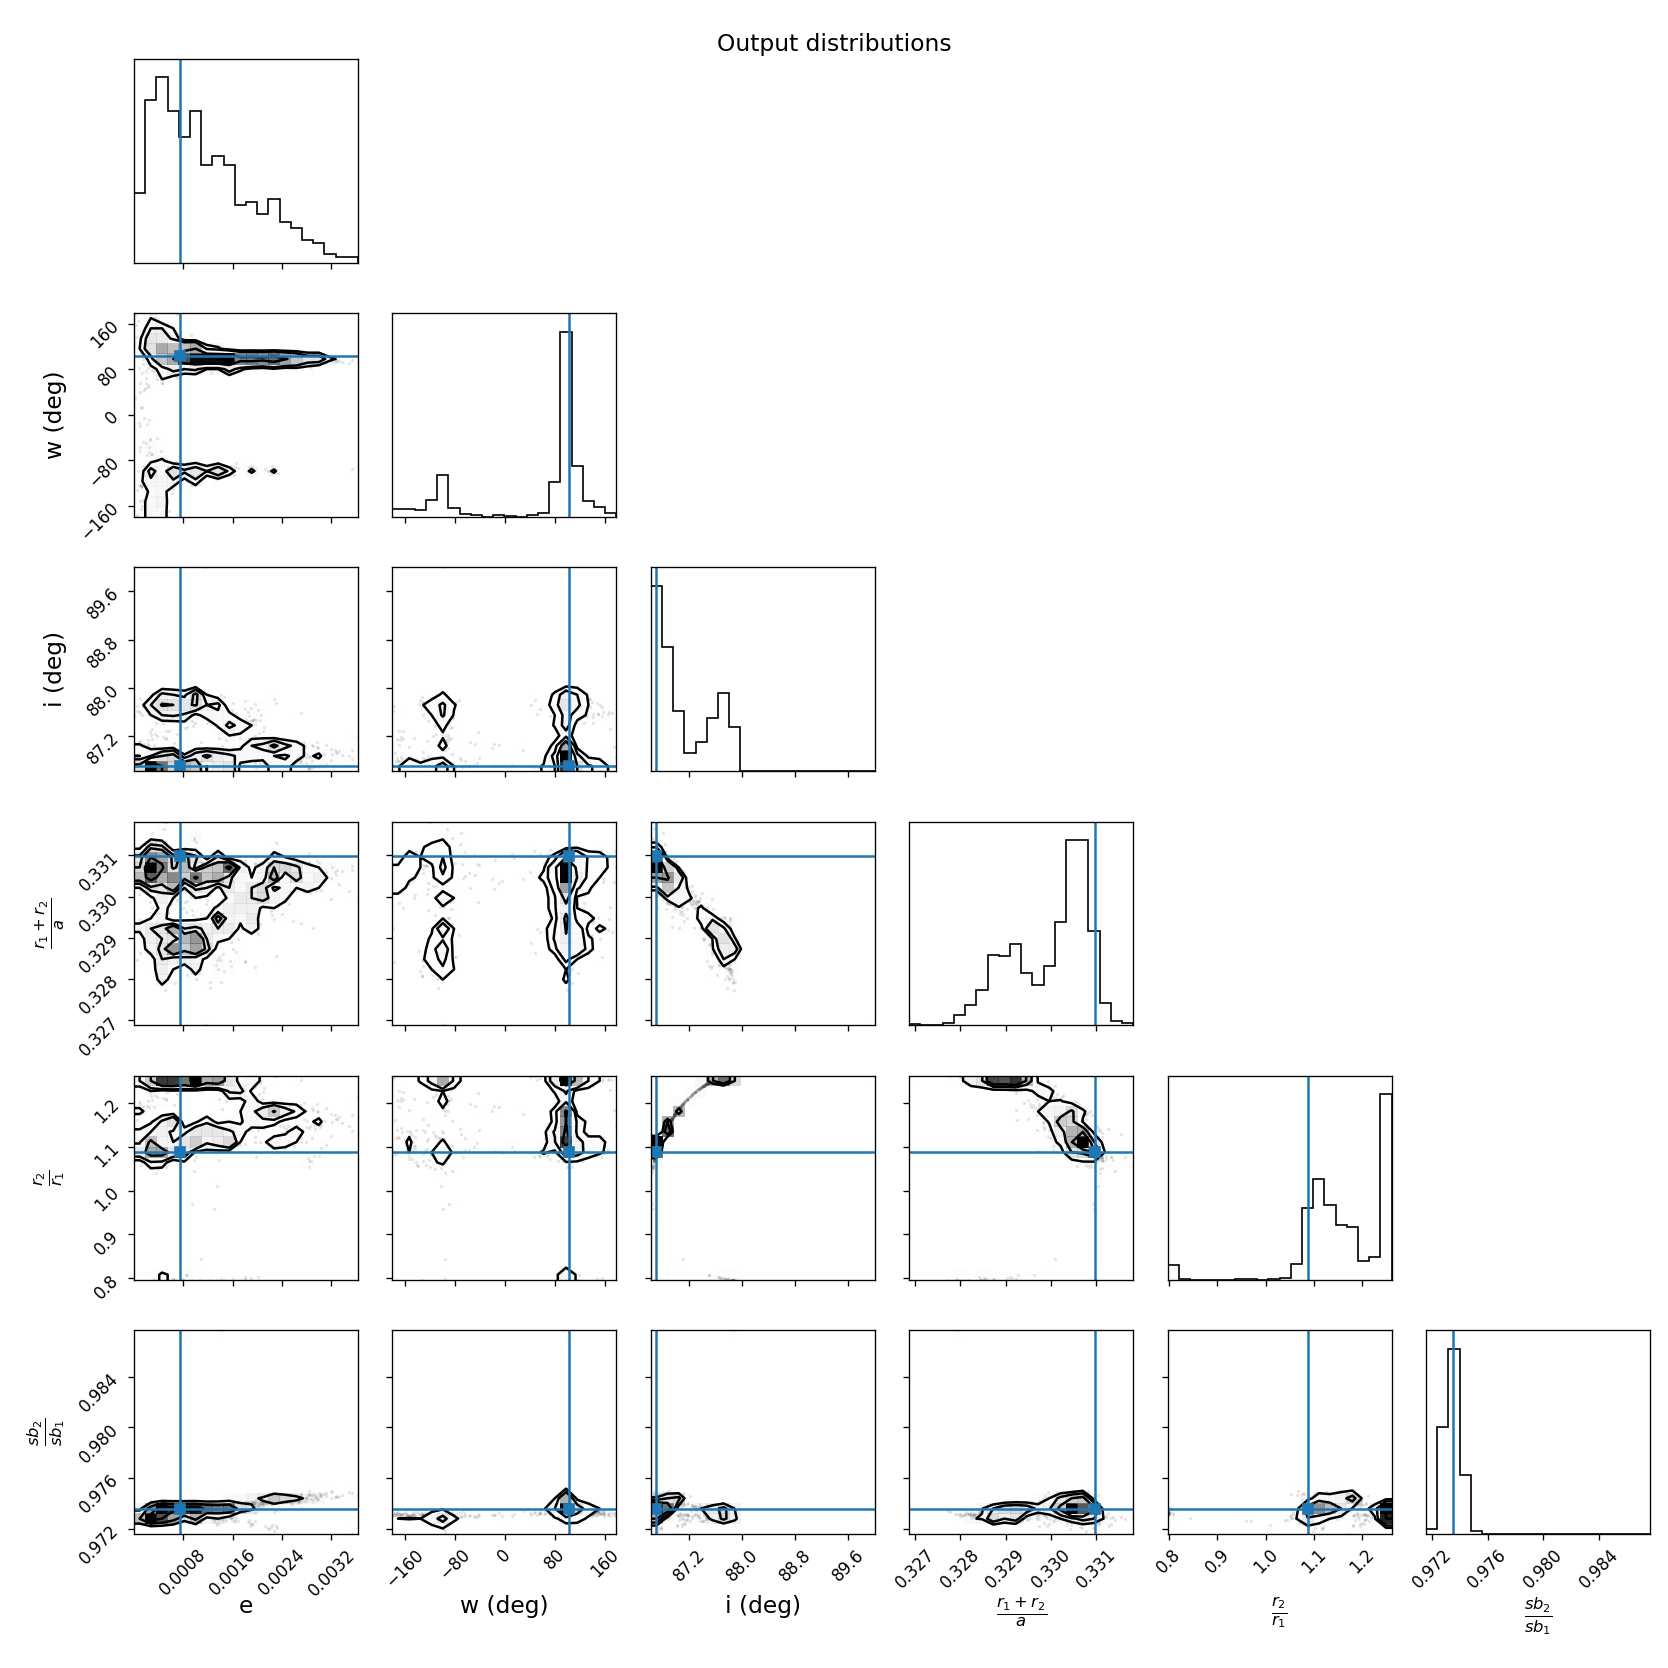 Output distributions
w (deg)
160
80
0
−80
−160
i (deg)
89.6
88.8
88.0
87.2
r1 + r2
a
0.331
0.330
0.329
0.328
0.327
r2
r1
1.2
1.1
1.0
0.9
0.8
sb2
sb1
0.984
0.980
0.976
0.972
0.0008 0.0016 0.0024 0.0032
−160 −80 0 80 160
87.2 88.0 88.8 89.6
0.327 0.328 0.329 0.330 0.331
0.8 0.9 1.0 1.1 1.2
0.972 0.976 0.980 0.984
e
w (deg)
i (deg)
r1 + r2
a
r2
r1
sb2
sb1